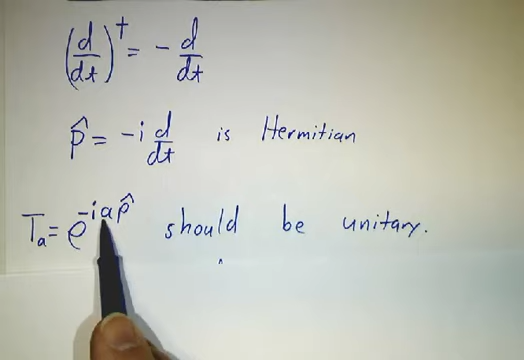 (d/dt)† = - d/dt
p̂ = -i d/dt is Hermitian
Tₐ = e^{-iap̂} should be unitary.